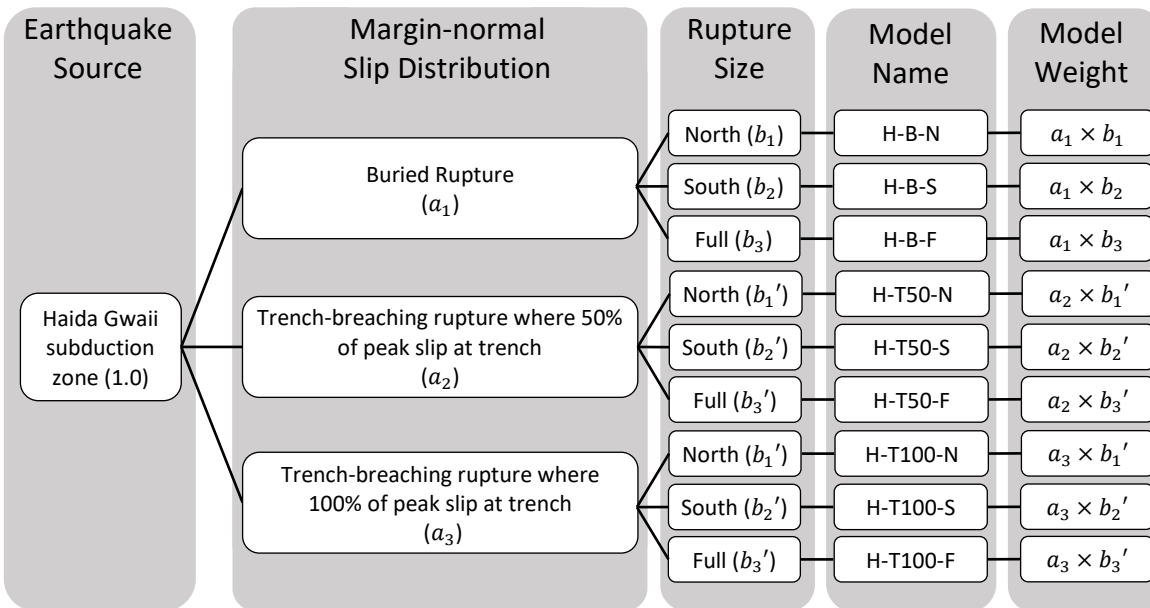 Earthquake
Source
Margin-normal
Slip Distribution
Rupture
Size
Model
Name
Model
Weight
Haida Gwaii
subduction
zone (1.0)
Buried Rupture
(a₁)
North (b₁)
H-B-N
a₁ × b₁
South (b₂)
H-B-S
a₁ × b₂
Full (b₃)
H-B-F
a₁ × b₃
Trench-breaching rupture where 50%
of peak slip at trench
(a₂)
North (b₁′)
H-T50-N
a₂ × b₁′
South (b₂′)
H-T50-S
a₂ × b₂′
Full (b₃′)
H-T50-F
a₂ × b₃′
Trench-breaching rupture where
100% of peak slip at trench
(a₃)
North (b₁′)
H-T100-N
a₃ × b₁′
South (b₂′)
H-T100-S
a₃ × b₂′
Full (b₃′)
H-T100-F
a₃ × b₃′